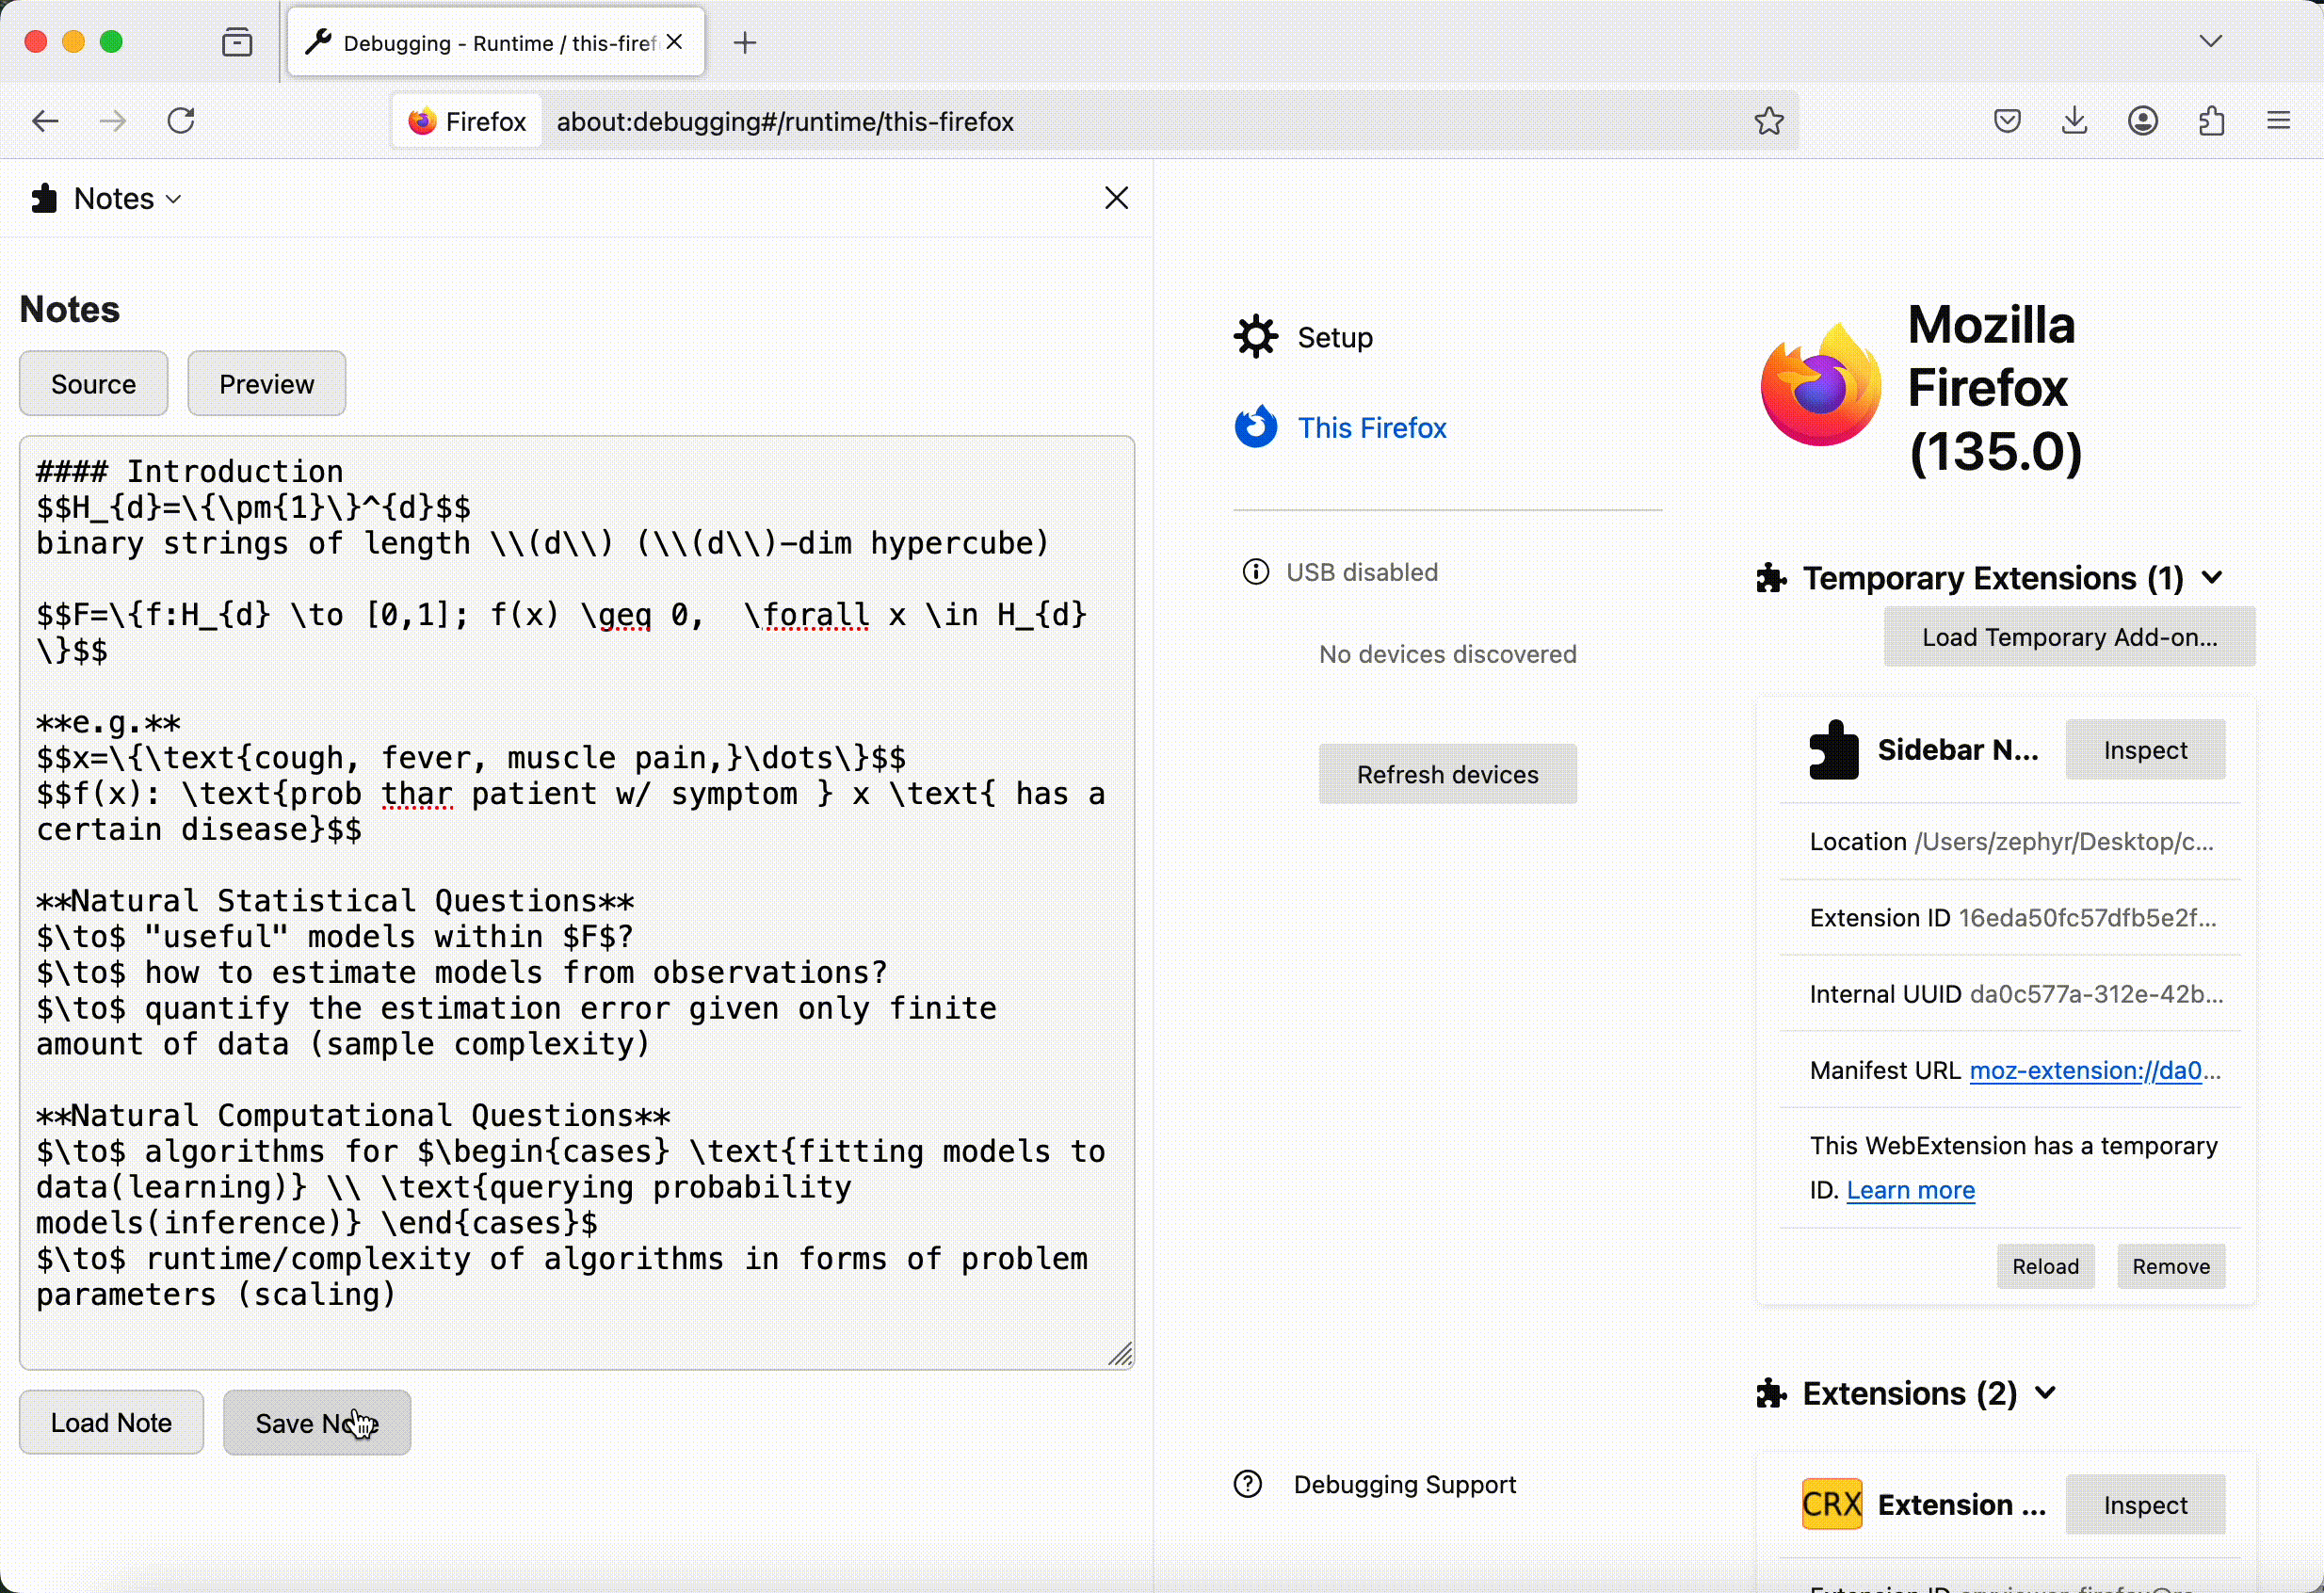 Debugging - Runtime / this-firef
Firefox
about:debugging#/runtime/this-firefox
Notes
Notes
Source
Preview
#### Introduction
$$H_{d}=\{\pm{1}\}^{d}$$
binary strings of length \\(d\\) (\\(d\\)-dim hypercube)
$$F=\{f:H_{d} \to [0,1]; f(x) \geq 0,  \forall x \in H_{d}
\}$$
**e.g.**
$$x=\{\text{cough, fever, muscle pain,}\dots\}$$
$$f(x): \text{prob thar patient w/ symptom } x \text{ has a
certain disease}$$
**Natural Statistical Questions**
$\to$ "useful" models within $F$?
$\to$ how to estimate models from observations?
$\to$ quantify the estimation error given only finite
amount of data (sample complexity)
**Natural Computational Questions**
$\to$ algorithms for $\begin{cases} \text{fitting models to
data(learning)} \\ \text{querying probability
models(inference)} \end{cases}$
$\to$ runtime/complexity of algorithms in forms of problem
parameters (scaling)
Load Note
Save Note
Setup
This Firefox
USB disabled
No devices discovered
Refresh devices
Debugging Support
Mozilla
Firefox
(135.0)
Temporary Extensions (1)
Load Temporary Add-on...
Sidebar N...
Inspect
Location /Users/zephyr/Desktop/c...
Extension ID 16eda50fc57dfb5e2f...
Internal UUID da0c577a-312e-42b...
Manifest URL moz-extension://da0...
This WebExtension has a temporary
ID. Learn more
Reload
Remove
Extensions (2)
CRX
Extension ...
Inspect
Extension ID